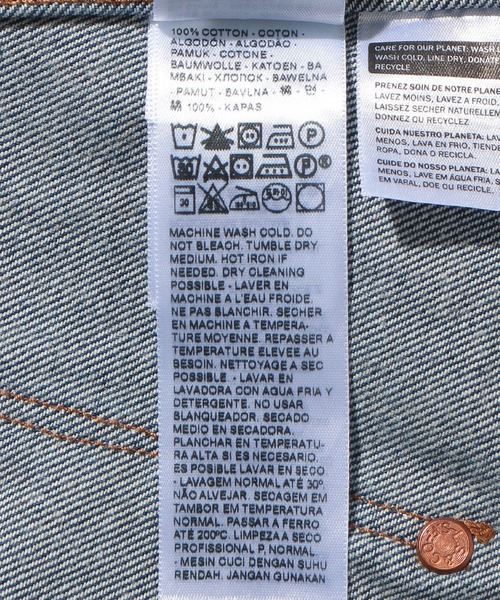 100% COTTON - COTON -
ALGODÓN - ALGODÃO -
PAMUK - COTONE -
BAUMWOLLE - KATOEN - BA
MBAKI - ХЛОПОК - BAWEŁNA
- PAMUT - BAVLNA - 棉 -
100% - KAPAS
MACHINE WASH COLD. DO
NOT BLEACH. TUMBLE DRY
MEDIUM. HOT IRON IF
NEEDED. DRY CLEANING
POSSIBLE - LAVER EN
MACHINE A L'EAU FROIDE.
NE PAS BLANCHIR. SECHER
EN MACHINE A TEMPERA-
TURE MOYENNE. REPASSER A
TEMPERATURE ELEVEE AU
BESOIN. NETTOYAGE A SEC
POSSIBLE. - LAVAR EN
LAVADORA CON AGUA FRIA Y
DETERGENTE. NO USAR
BLANQUEADOR. SECADO
MEDIO EN SECADORA.
PLANCHAR EN TEMPERATU-
RA ALTA SI ES NECESARIO.
ES POSIBLE LAVAR EN SECO
- LAVAGEM NORMAL ATÉ 30º.
NÃO ALVEJAR. SECAGEM EM
TAMBOR EM TEMPERATURA
NORMAL. PASSAR A FERRO
ATÉ 200ºC. LIMPEZA A SECO
PROFISSIONAL P, NORMAL.
- MESIN CUCI DENGAN SUHU
RENDAH. JANGAN GUNAKAN
CARE FOR OUR PLANET: WASH
WASH COLD, LINE DRY, DONATE
RECYCLE
PRENEZ SOIN DE NOTRE PLANE
LAVEZ MOINS, LAVEZ A FROID,
LAISSEZ SECHER NATURELLEM
DONNEZ OU RECYCLEZ
CUIDA NUESTRO PLANETA: LA
MENOS, LAVA EN FRIO, TIENDE
ROPA, DONA O RECICLA.
CUIDE DO NOSSO PLANETA: LA
MENOS, LAVE EM ÁGUA FRIA, S
EM VARAL, DOE OU RECICLE.